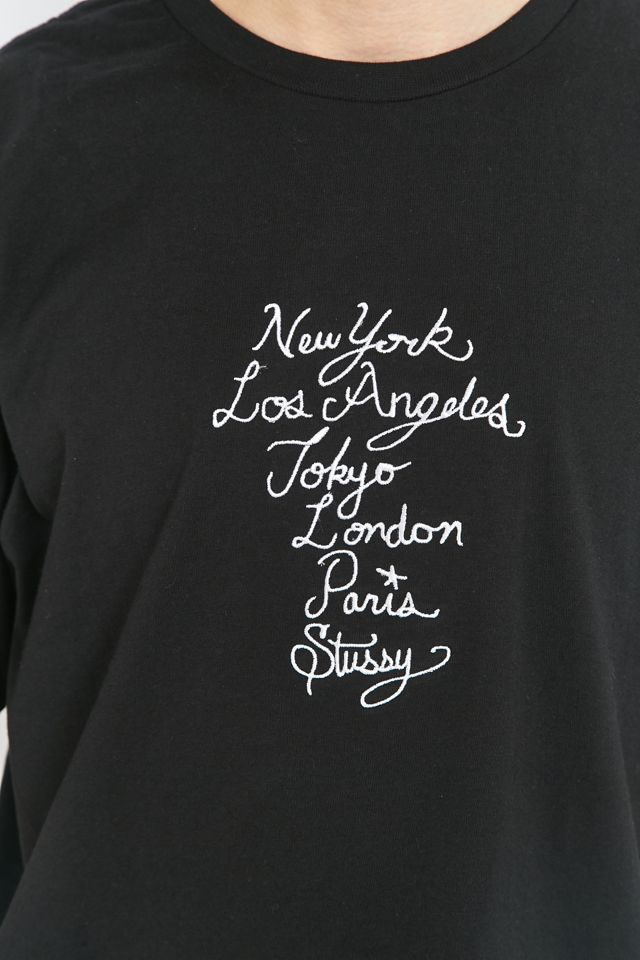 New York
Los Angeles
Tokyo
London
Paris
Stussy